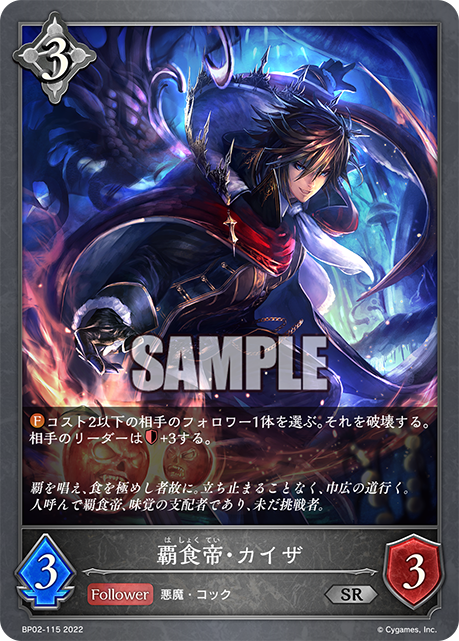 3
SAMPLE
Fコスト2以下の相手のフォロワー1体を選ぶ。それを破壊する。
相手のリーダーは+3する。
覇を唱え、食を極めし者故に。立ち止まることなく、巾広の道行く。
人呼んで覇食帝、味覚の支配者であり、未だ挑戦者。
は しょく てい
覇食帝・カイザ
3
Follower 悪魔・コック
SR
3
BP02-115 2022
© Cygames, Inc.